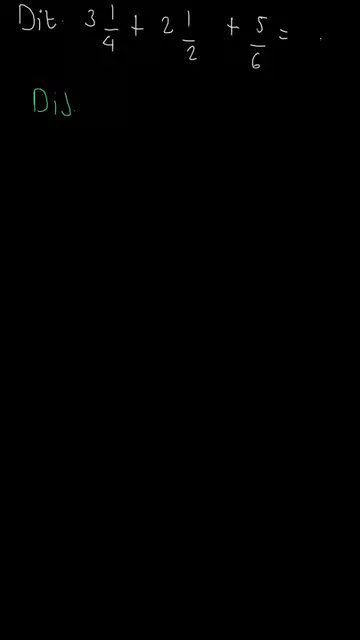 Dit. 3 1/4 + 2 1/2 + 5/6 = .
Dij.